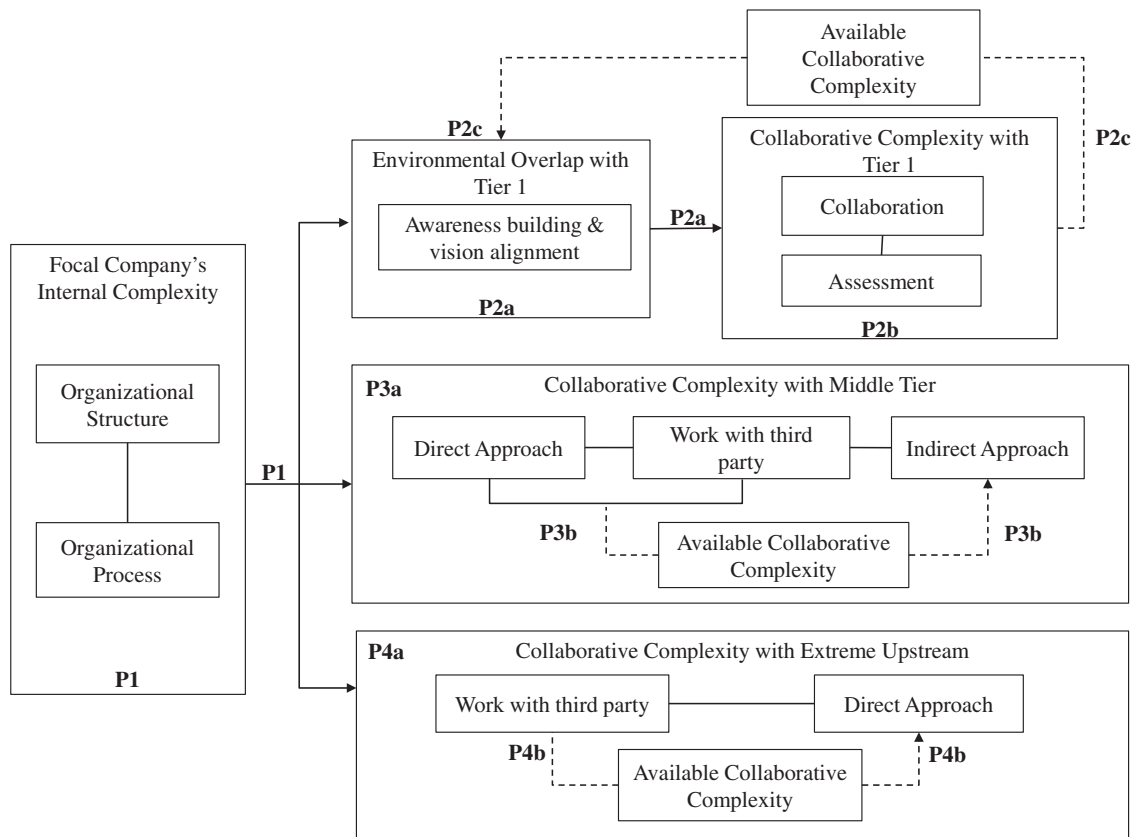 Available
Collaborative
Complexity
P2c
P2c
Environmental Overlap with
Tier 1
Awareness building &
vision alignment
P2a
P2a
Collaborative Complexity with
Tier 1
Collaboration
Assessment
P2b
Focal Company’s
Internal Complexity
Organizational
Structure
Organizational
Process
P1
P1
P3a
Collaborative Complexity with Middle Tier
Direct Approach
Work with third
party
Indirect Approach
P3b
Available Collaborative
Complexity
P3b
P4a
Collaborative Complexity with Extreme Upstream
Work with third party
Direct Approach
P4b
Available Collaborative
Complexity
P4b